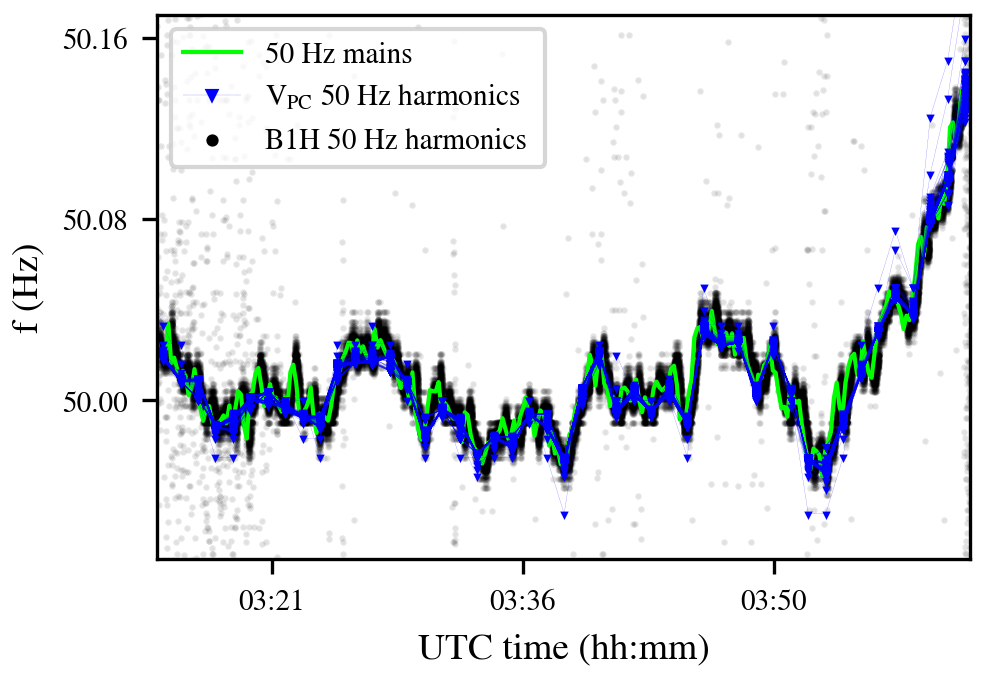 50.16
50.08
50.00
f (Hz)
50 Hz mains
V_PC 50 Hz harmonics
B1H 50 Hz harmonics
03:21
03:36
03:50
UTC time (hh:mm)